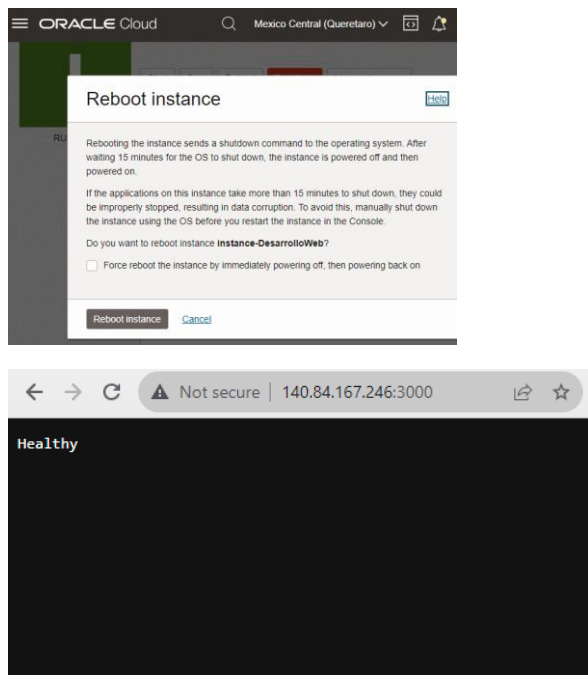 ORACLE Cloud
Mexico Central (Queretaro)
RU
Reboot instance
Help
Rebooting the instance sends a shutdown command to the operating system. After
waiting 15 minutes for the OS to shut down, the instance is powered off and then
powered on.
If the applications on this instance take more than 15 minutes to shut down, they could
be improperly stopped, resulting in data corruption. To avoid this, manually shut down
the instance using the OS before you restart the instance in the Console.
Do you want to reboot instance instance-DesarrolloWeb?
Force reboot the instance by immediately powering off, then powering back on
Reboot instance Cancel
Not secure 140.84.167.246:3000
Healthy